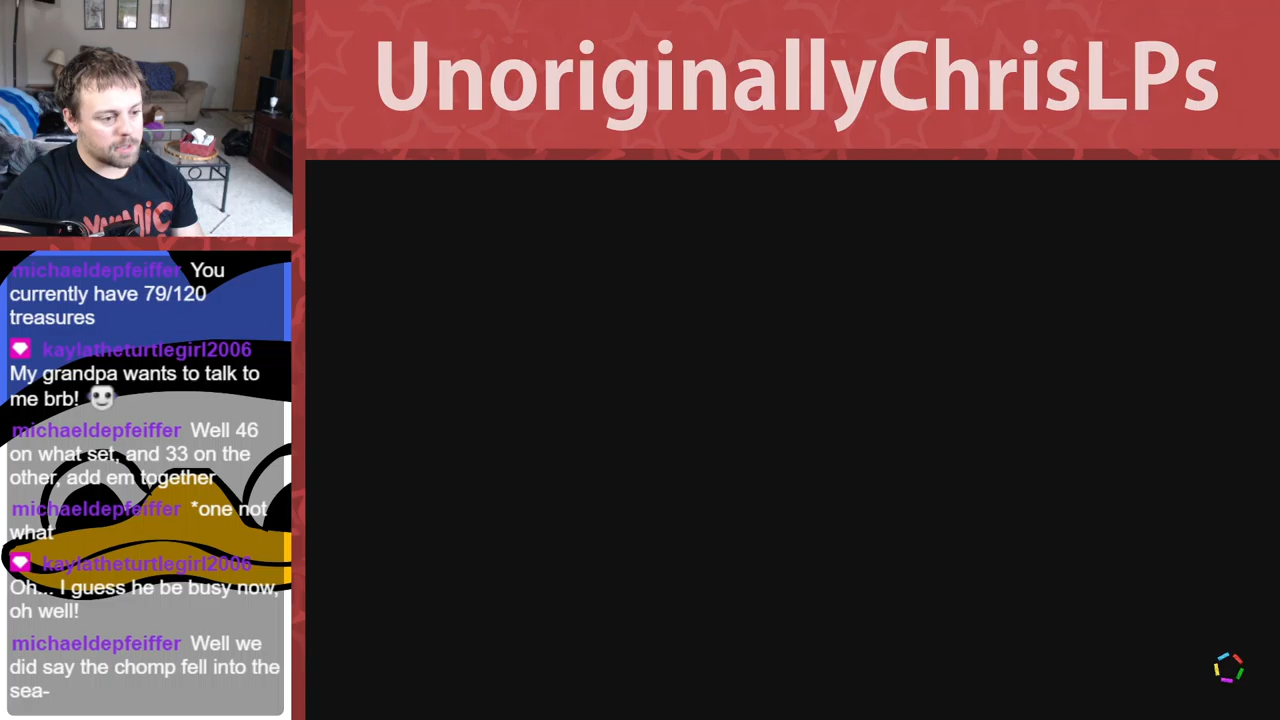 UnoriginallyChrisLPs
michaeldepfeiffer You
currently have 79/120
treasures
kaylatheturtlegirl2006
My grandpa wants to talk to
me brb!
michaeldepfeiffer Well 46
on what set, and 33 on the
other, add em together
michaeldepfeiffer *one not
what
kaylatheturtlegirl2006
Oh... I guess he be busy now,
oh well!
michaeldepfeiffer Well we
did say the chomp fell into the
sea-